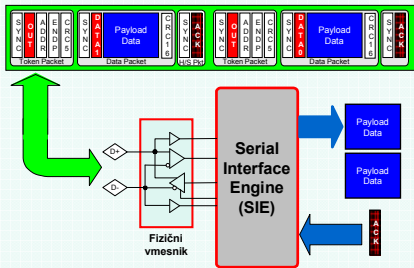 SYNC
OUT
ADDR
ENDP
CRC5
SYNC
DATA1
Payload
Data
CRC16
SYNC
ACK
SYNC
OUT
ADDR
ENDP
CRC5
SYNC
DATA0
Payload
Data
CRC16
SYNC
ACK
Token Packet
Data Packet
H/S Pkt
Token Packet
Data Packet
D+
D-
Serial
Interface
Engine
(SIE)
Payload
Data
Payload
Data
Fizični
vmesnik
ACK